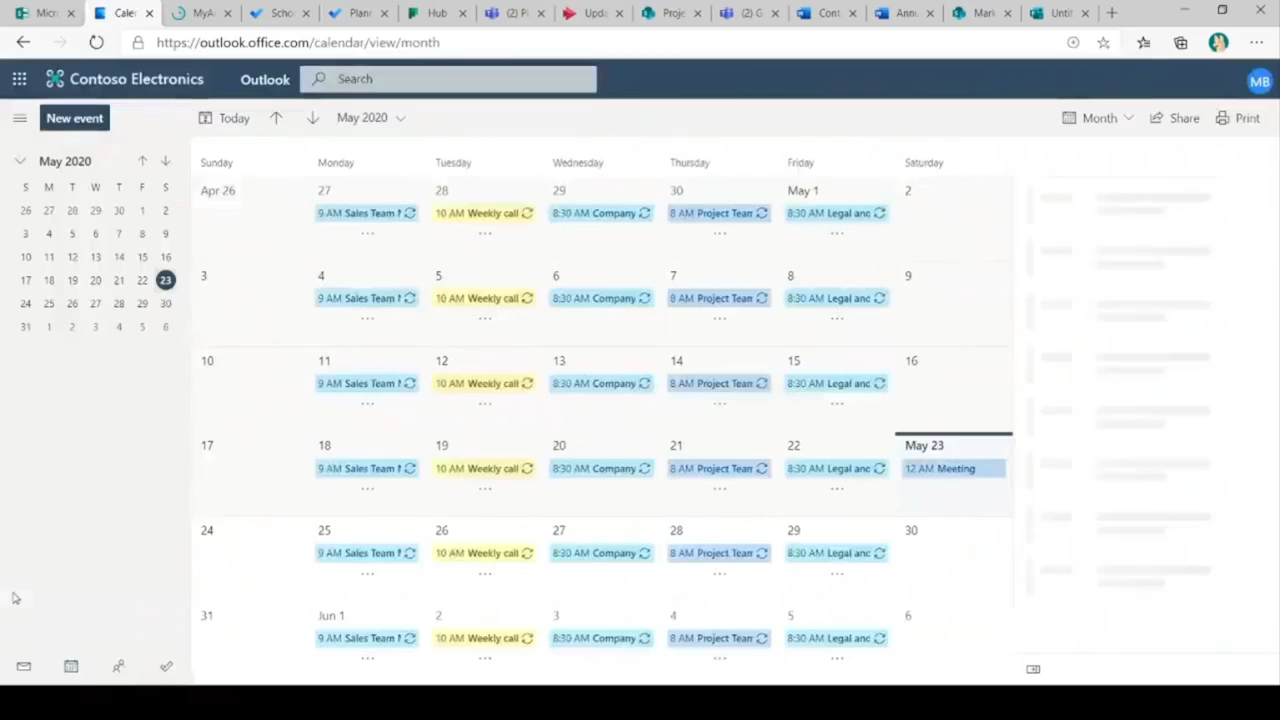 Micro Caler MyA Scho Plann Hub (2) Pl Upda Proje (2) G Cont Annu Mark Untit
https://outlook.office.com/calendar/view/month
Contoso Electronics Outlook Search MB
New event Today May 2020 Month Share Print
May 2020
S M T W T F S
26 27 28 29 30 1 2
3 4 5 6 7 8 9
10 11 12 13 14 15 16
17 18 19 20 21 22 23
24 25 26 27 28 29 30
31 1 2 3 4 5 6
Sunday Monday Tuesday Wednesday Thursday Friday Saturday
Apr 26 27 28 29 30 May 1 2
9 AM Sales Team 10 AM Weekly call 8:30 AM Company 8 AM Project Team 8:30 AM Legal and
3 4 5 6 7 8 9
9 AM Sales Team 10 AM Weekly call 8:30 AM Company 8 AM Project Team 8:30 AM Legal and
10 11 12 13 14 15 16
9 AM Sales Team 10 AM Weekly call 8:30 AM Company 8 AM Project Team 8:30 AM Legal and
17 18 19 20 21 22 May 23
9 AM Sales Team 10 AM Weekly call 8:30 AM Company 8 AM Project Team 8:30 AM Legal and 12 AM Meeting
24 25 26 27 28 29 30
9 AM Sales Team 10 AM Weekly call 8:30 AM Company 8 AM Project Team 8:30 AM Legal and
31 Jun 1 2 3 4 5 6
9 AM Sales Team 10 AM Weekly call 8:30 AM Company 8 AM Project Team 8:30 AM Legal and